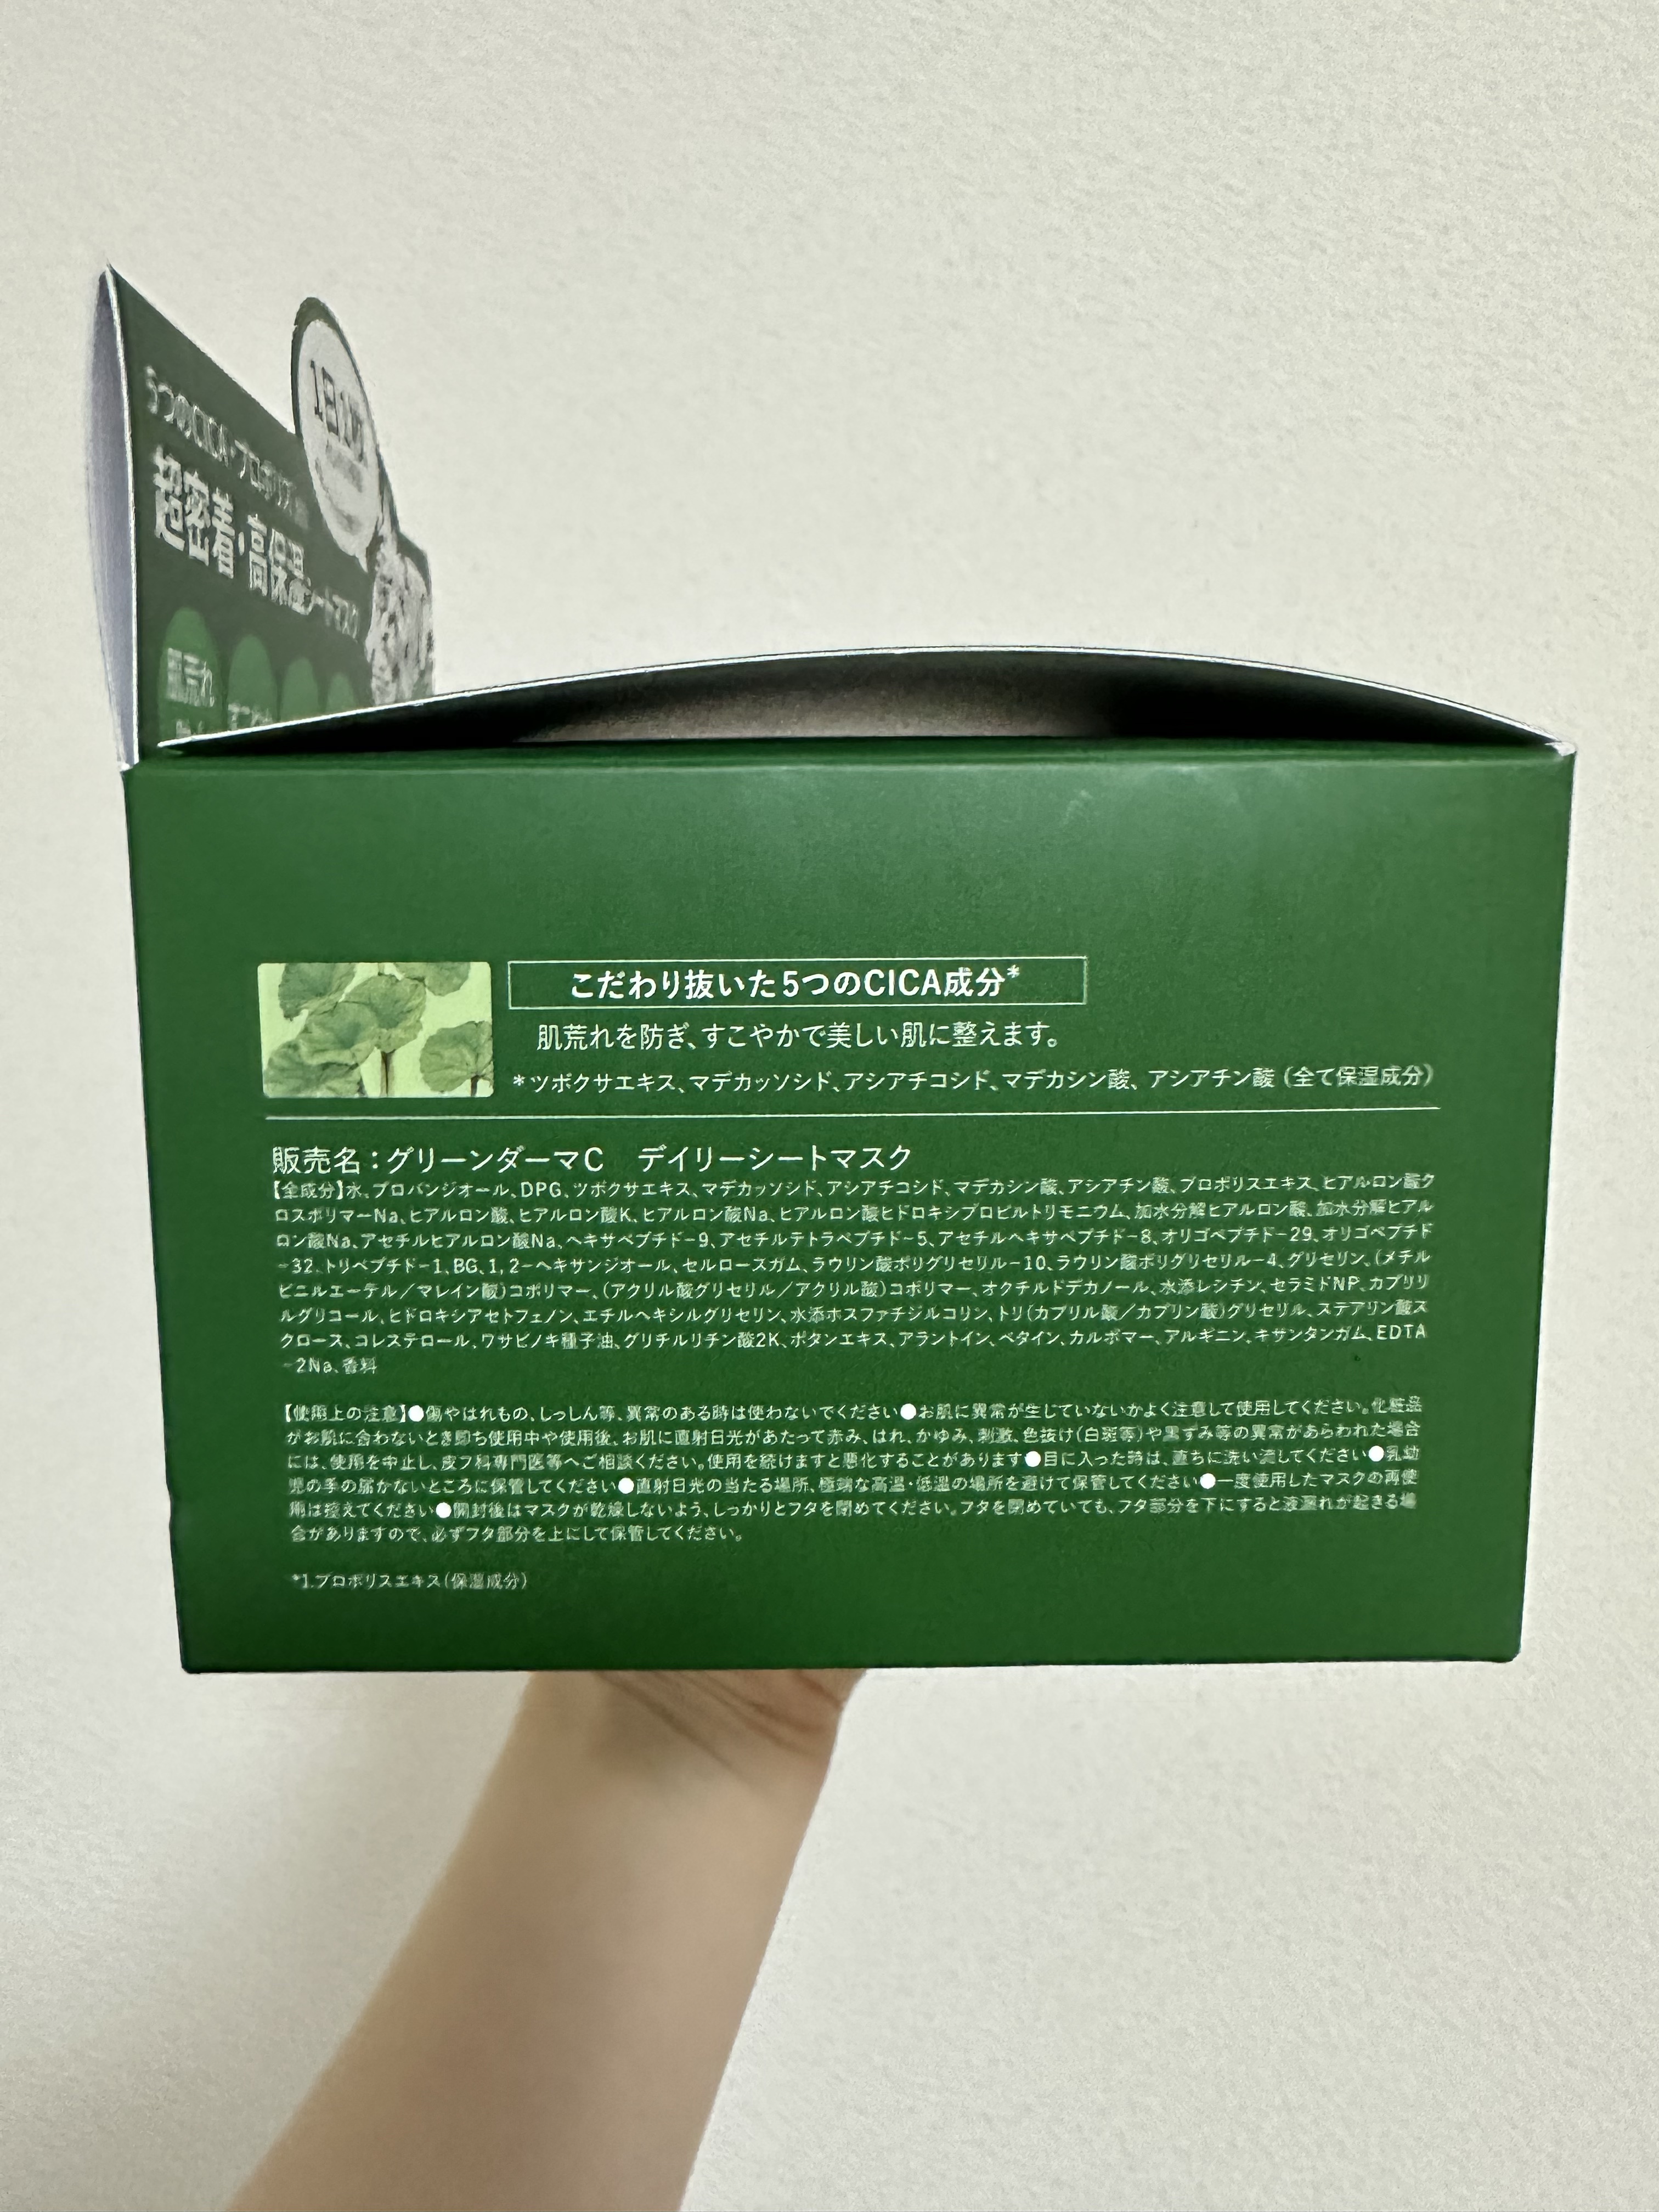 5つのCICA・プロポリス
超密着・高保湿シートマスク
肌荒れ
こだわり抜いた5つのCICA成分*
肌荒れを防ぎ、すこやかで美しい肌に整えます。
*ツボクサエキス、マデカッソシド、アシアチコシド、マデカシン酸、アシアチン酸(全て保湿成分)
販売名:グリーンダーマC　デイリーシートマスク
【全成分】水、プロパンジオール、DPG、ツボクサエキス、マデカッソシド、アシアチコシド、マデカシン酸、アシアチン酸、プロポリスエキス、ヒアルロン酸ク
ロスポリマーNa、ヒアルロン酸、ヒアルロン酸K、ヒアルロン酸Na、ヒアルロン酸ヒドロキシプロピルトリモニウム、加水分解ヒアルロン酸、加水分解ヒアル
ロン酸Na、アセチルヒアルロン酸Na、ヘキサペプチド-9、アセチルテトラペプチド-5、アセチルヘキサペプチド-8、オリゴペプチド-29、オリゴペプチド
-32、トリペプチド-1、BG、1,2-ヘキサンジオール、セルロースガム、ラウリン酸ポリグリセリル-10、ラウリン酸ポリグリセリル-4、グリセリン、(メチル
ビニルエーテル/マレイン酸)コポリマー、(アクリル酸グリセリル/アクリル酸)コポリマー、オクチルドデカノール、水添レシチン、セラミドNP、カプリリ
ルグリコール、ヒドロキシアセトフェノン、エチルヘキシルグリセリン、水添ホスファチジルコリン、トリ(カプリル酸/カプリン酸)グリセリル、ステアリン酸ス
クロース、コレステロール、ワサビノキ種子油、グリチルリチン酸2K、ボタンエキス、アラントイン、ベタイン、カルボマー、アルギニン、キサンタンガム、EDTA
-2Na、香料
【使用上の注意】●傷やはれもの、しっしん等、異常のある時は使わないでください●お肌に異常が生じていないかよく注意して使用してください。化粧品
がお肌に合わないとき即ち使用中や使用後、お肌に直射日光があたって赤み、はれ、かゆみ、刺激、色抜け(白斑等)や黒ずみ等の異常があらわれた場合
には、使用を中止し、皮フ科専門医等へご相談ください。使用を続けますと悪化することがあります●目に入った時は、直ちに洗い流してください●乳幼
児の手の届かないところに保管してください●直射日光の当たる場所、極端な高温・低温の場所を避けて保管してください●一度使用したマスクの再使
用は控えてください●開封後はマスクが乾燥しないよう、しっかりとフタを閉めてください。フタを閉めていても、フタ部分を下にすると液漏れが起きる場
合がありますので、必ずフタ部分を上にして保管してください。
*1.プロポリスエキス(保湿成分)